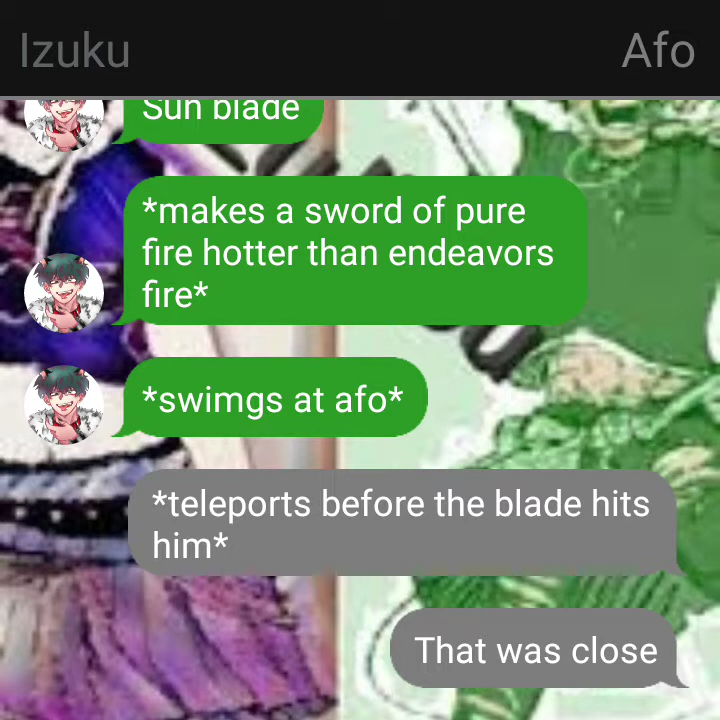 Izuku
Afo
Sun blade
*makes a sword of pure
fire hotter than endeavors
fire*
*swimgs at afo*
*teleports before the blade hits
him*
That was close